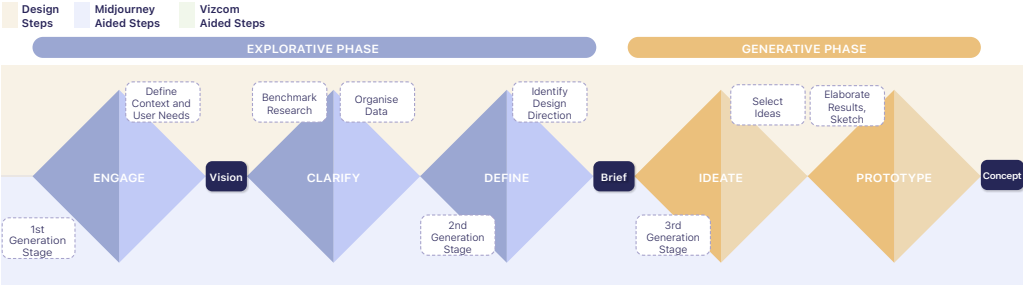 Design
Steps
Midjourney
Aided Steps
Vizcom
Aided Steps
EXPLORATIVE PHASE
GENERATIVE PHASE
Define
Context and
User Needs
Benchmark
Research
Organise
Data
Identify
Design
Direction
Select
Ideas
Elaborate
Results,
Sketch
ENGAGE
Vision
CLARIFY
DEFINE
Brief
IDEATE
PROTOTYPE
Concept
1st
Generation
Stage
2nd
Generation
Stage
3rd
Generation
Stage